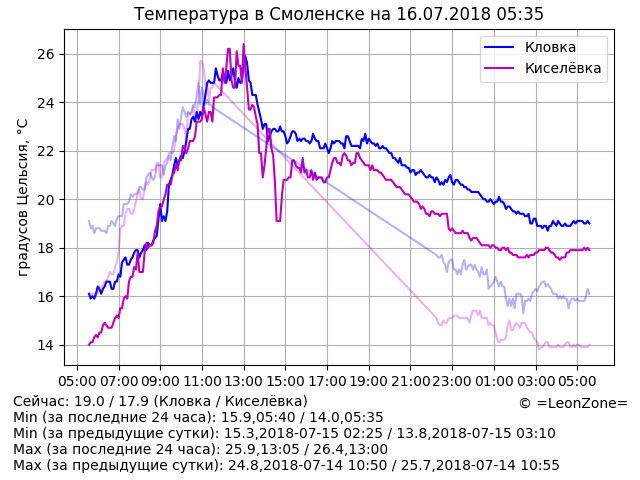 Температура в Смоленске на 16.07.2018 05:35
градусов Цельсия, °C
26
24
22
20
18
16
14
Кловка
Киселёвка
05:00 07:00 09:00 11:00 13:00 15:00 17:00 19:00 21:00 23:00 01:00 03:00 05:00
Сейчас: 19.0 / 17.9 (Кловка / Киселёвка)
© =LeonZone=
Min (за последние 24 часа): 15.9,05:40 / 14.0,05:35
Min (за предыдущие сутки): 15.3,2018-07-15 02:25 / 13.8,2018-07-15 03:10
Max (за последние 24 часа): 25.9,13:05 / 26.4,13:00
Max (за предыдущие сутки): 24.8,2018-07-14 10:50 / 25.7,2018-07-14 10:55